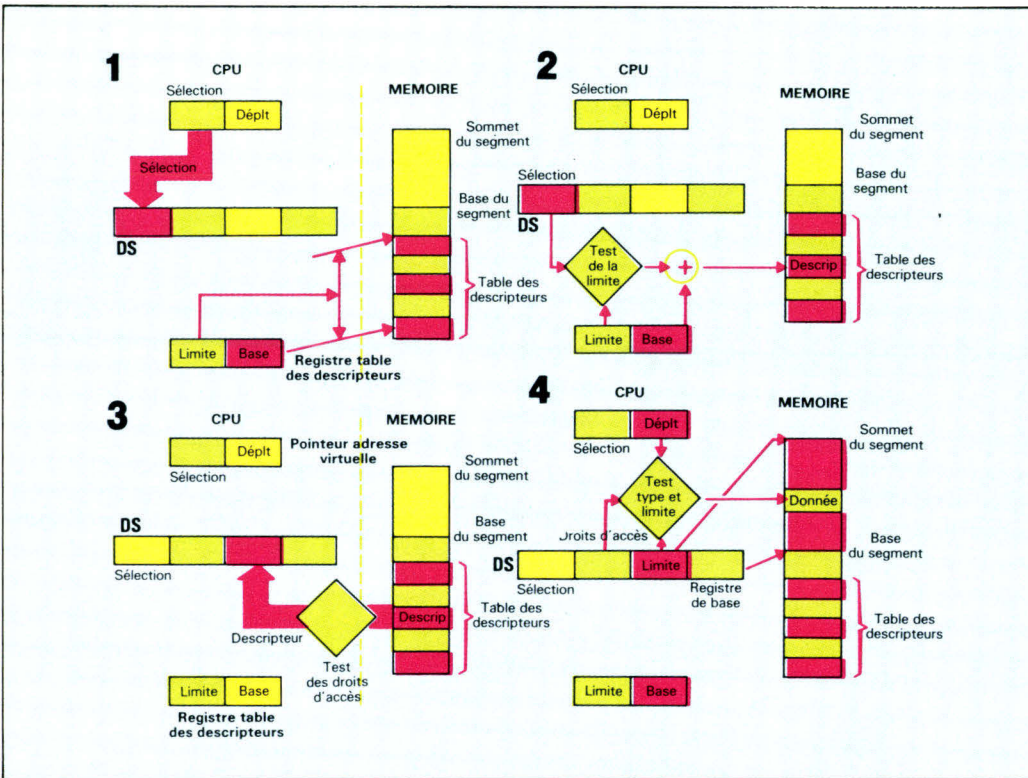 1
CPU
Sélection
Déplt
MEMOIRE
Sommet
du segment
Sélection
Base du
segment
DS
Table des
descripteurs
Limite
Base
Registre table
des descripteurs
2
CPU
Sélection
Déplt
MEMOIRE
Sommet
du segment
Sélection
Base du
segment
DS
Test
de la
limite
+
Descrip
Table des
descripteurs
Limite
Base
3
CPU
Déplt
Sélection
Pointeur adresse
virtuelle
MEMOIRE
Sommet
du segment
DS
Base
du segment
Sélection
Descrip
Table des
descripteurs
Descripteur
Test
des droits
d'accès
Limite
Base
Registre table
des descripteurs
4
CPU
Déplt
Sélection
MEMOIRE
Sommet
du segment
Test
type et
limite
Donnée
Droits d'accès
Base
du segment
DS
Limite
Sélection
Registre
de base
Table des
descripteurs
Limite
Base